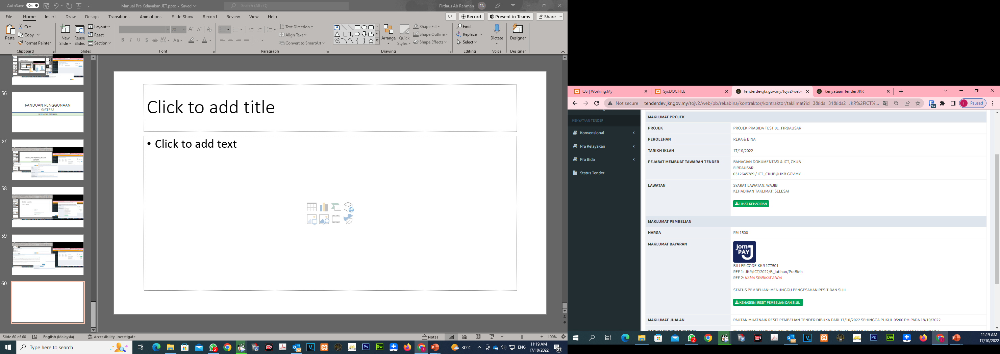 AutoSave On
Manual Pra Kelayakan JET.pptx • Saved
Search (Alt+Q)
Firdaus Ab Rahman FA
File Home Insert Draw Design Transitions Animations Slide Show Record Review View Help
Record Present in Teams Share
Paste
Cut
Copy
Format Painter
Clipboard
New Slide
Reuse Slides
Layout
Reset
Section
Slides
28
Font
Text Direction
Align Text
Convert to SmartArt
Paragraph
Arrange
Quick Styles
Shape Fill
Shape Outline
Shape Effects
Drawing
Find
Replace
Select
Editing
Dictate
Voice
Designer
Designer
56
PANDUAN PENGGUNAAN
SISTEM
57
PANDUAN PENGGUNAAN
SISTEM
58
59
60
Click to add title
• Click to add text
Slide 60 of 60
English (Malaysia)
Accessibility: Investigate
Notes
100%
Type here to search
30°C
ENG
11:19 AM
17/10/2022
21
QS | Working.My
SysDOC.FILE
tenderdev.jkr.gov.my/tojv2/web/
Kenyataan Tender JKR
Not secure
tenderdev.jkr.gov.my/tojv2/web/pb/rekabina/kontraktor/kontraktor/taklimat?id=3&ids=31&ids2=JKR%2FICT%...
9+
Paused
KENYATAAN TENDER
Konvensional
Pra Kelayakan
Pra Bida
Status Tender
MAKLUMAT PROJEK
PROJEK PROJEK PRABIDA TEST 01_FIRDAUSAR
PEROLEHAN REKA & BINA
TARIKH IKLAN 17/10/2022
PEJABAT MEMBUAT TAWARAN TENDER BAHAGIAN DOKUMENTASI & ICT, CKUB
FIRDAUSAR
0312645789 / ICT_CKUB@JKR.GOV.MY
LAWATAN SYARAT LAWATAN: WAJIB
KEHADIRAN TAKLIMAT: SELESAI
LIHAT KEHADIRAN
MAKLUMAT PEMBELIAN
HARGA RM 1500
MAKLUMAT BAYARAN
Jom
PAY
BILLER CODE:KKR 177501
REF 1: JKR/ICT/2022/B_latihan/PraBida
REF 2: NAMA SYARIKAT ANDA
STATUS PEMBELIAN: MENUNGGU PENGESAHAN RESIT DAN SIJIL
KEMASKINI RESIT PEMBELIAN DAN SIJIL
MAKLUMAT JUALAN PAUTAN MUATNAIK RESIT PEMBELIAN TENDER DIBUKA DARI 17/10/2022 SEHINGGA PUKUL 05:00 PM PADA 18/10/2022
11:19 AM
17/10/2022